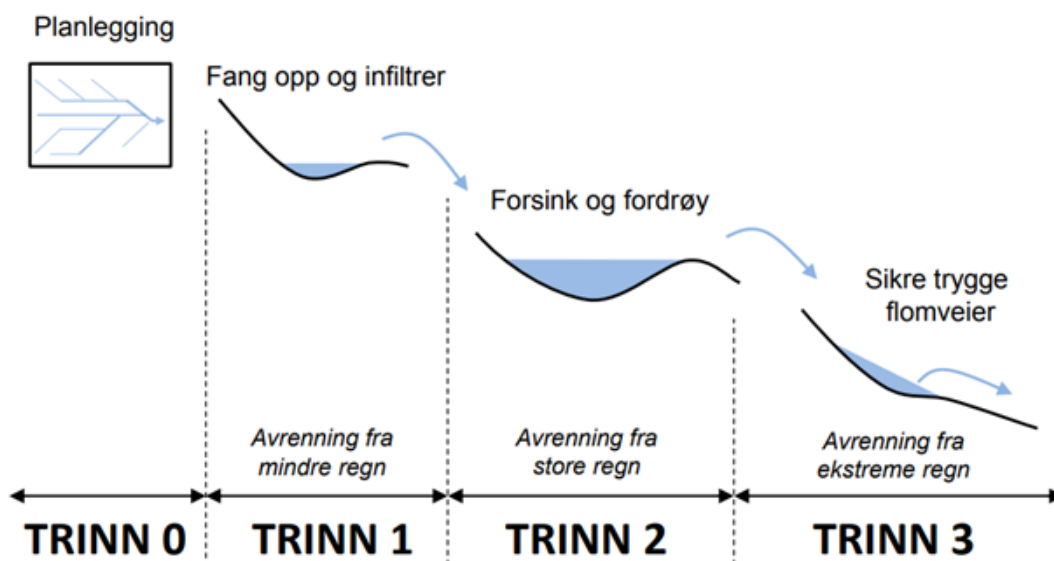 Planlegging
Fang opp og infiltrer
Forsink og fordrøy
Sikre trygge
flomveier
Avrenning fra
mindre regn
Avrenning fra
store regn
Avrenning fra
ekstreme regn
TRINN 0
TRINN 1
TRINN 2
TRINN 3